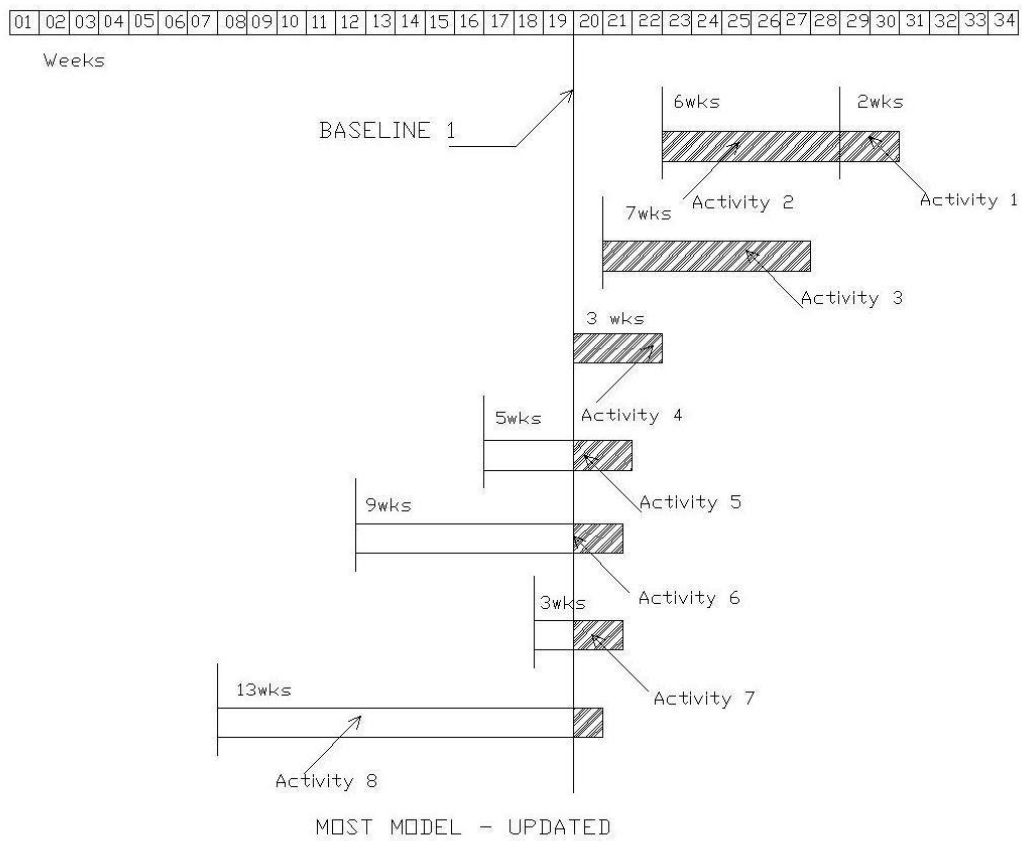 01 02 03 04 05 06 07 08 09 10 11 12 13 14 15 16 17 18 19 20 21 22 23 24 25 26 27 28 29 30 31 32 33 34
Weeks
6wks 2wks
BASELINE 1
Activity 2 Activity 1
7wks
Activity 3
3 wks
Activity 4
5wks
Activity 5
9wks
Activity 6
3wks
Activity 7
13wks
Activity 8
MOST MODEL - UPDATED